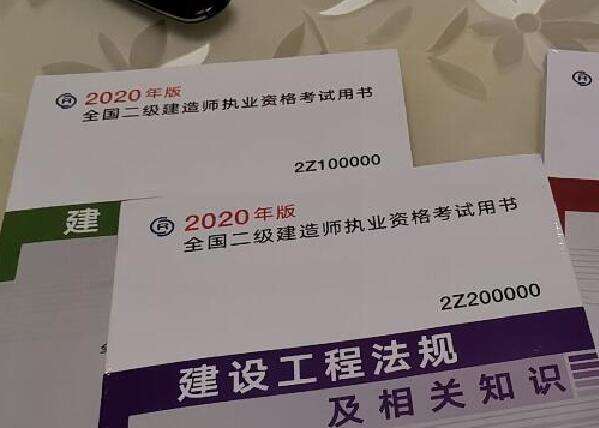 2020年版
全国二级建造师执业资格考试用书
2Z100000
建
2020年版
全国二级建造师执业资格考试用书
2Z200000
建设工程法规
及相关知识